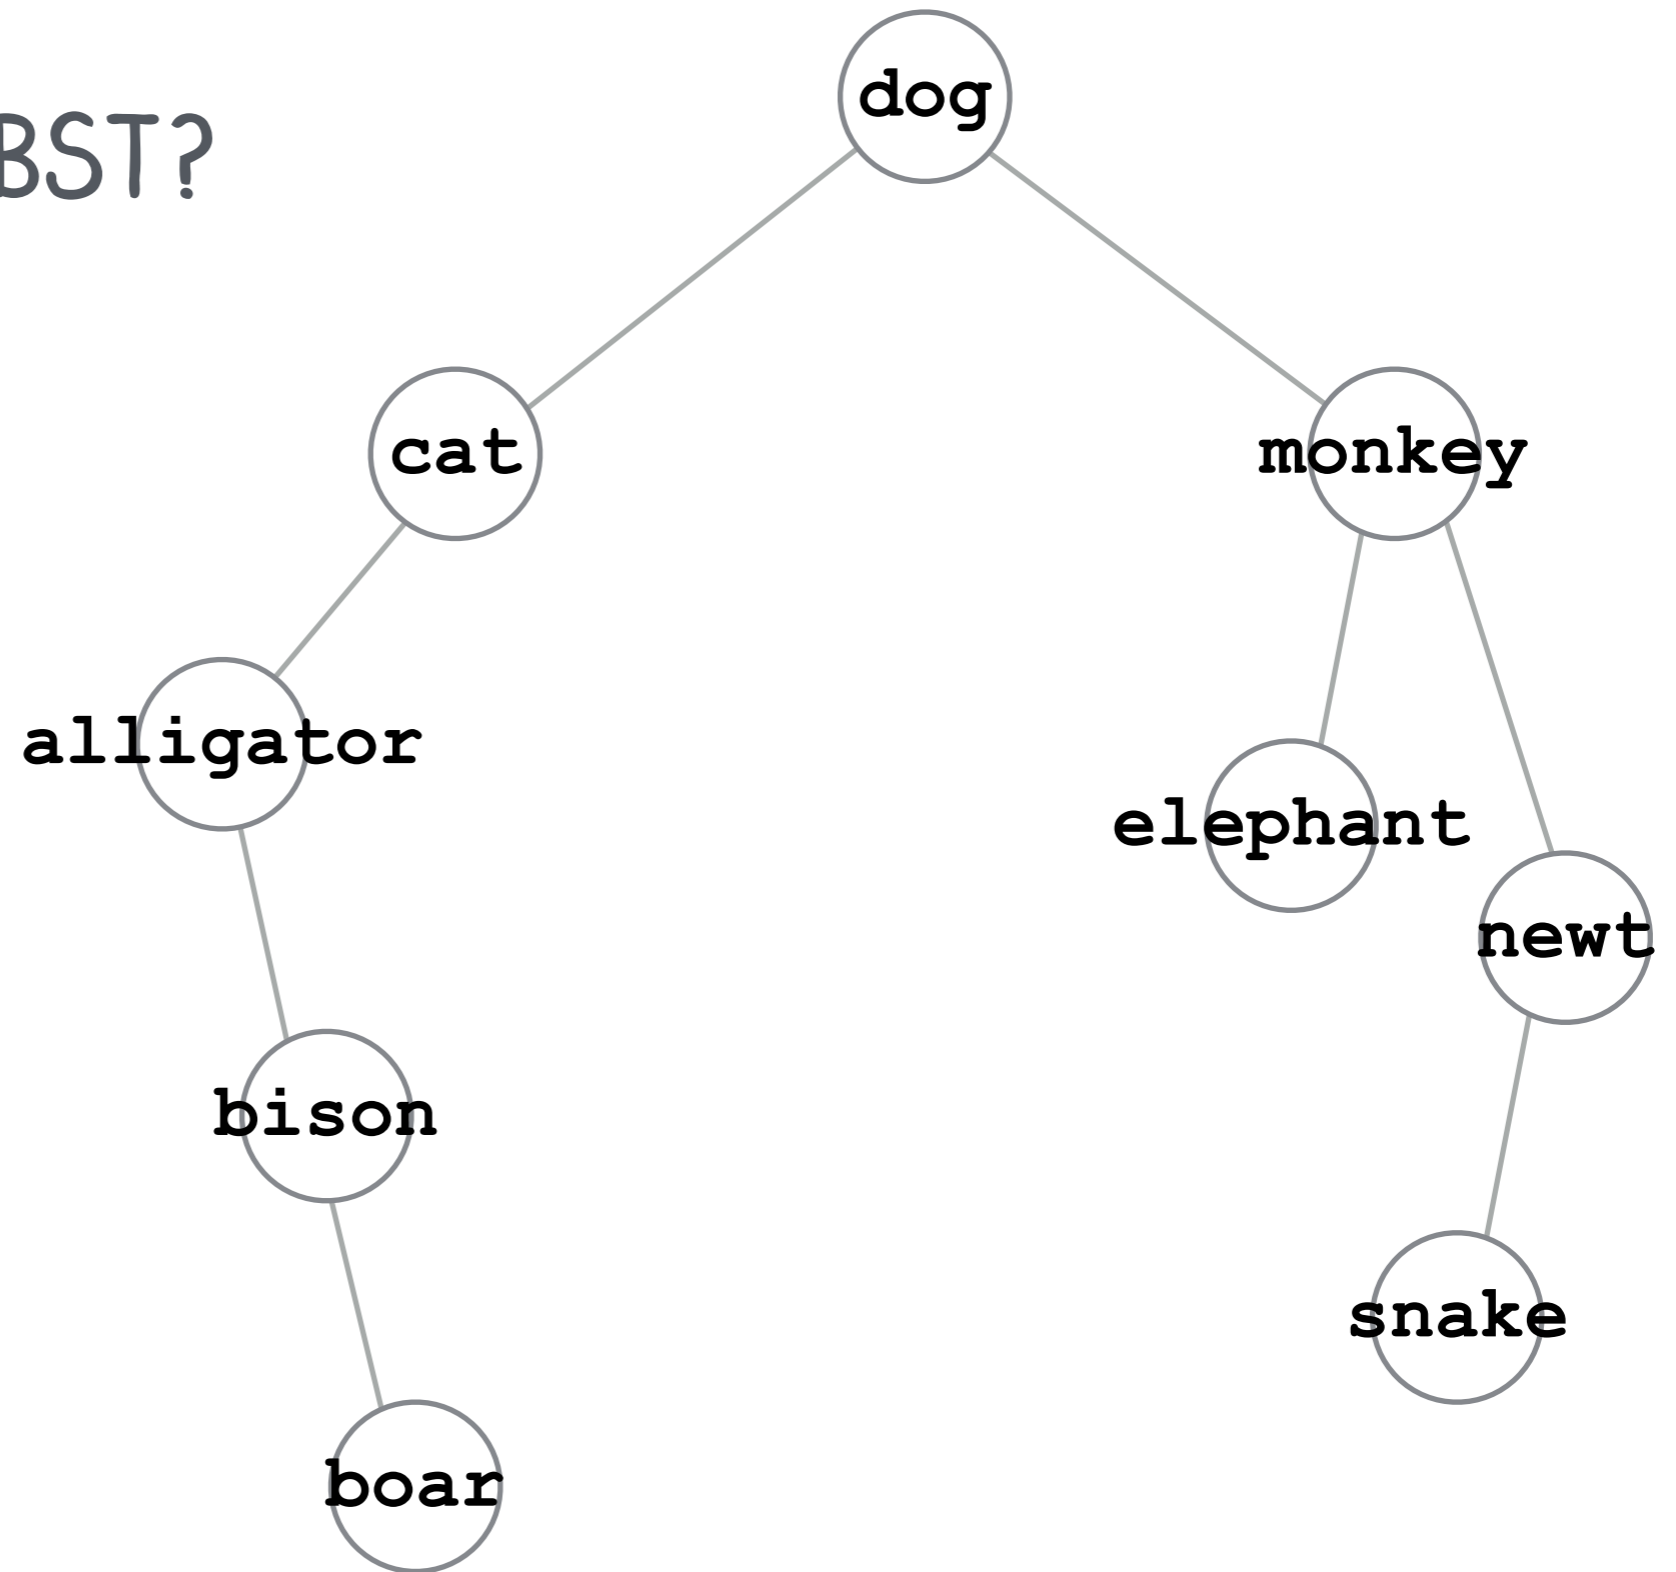 dog
BST?
cat
monkey
alligator
elephant
newt
bison
snake
boar